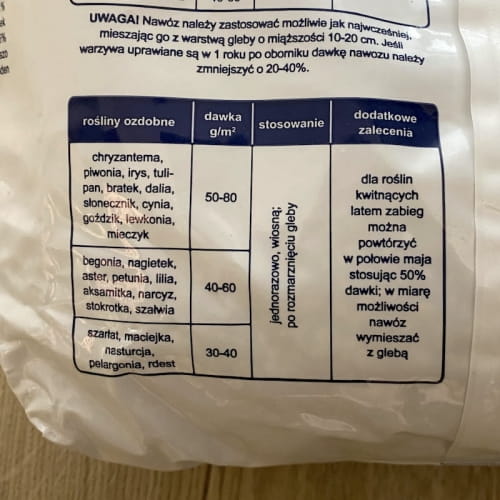 UWAGA! Nawóz należy zastosować możliwie jak najwcześniej,
mieszając go z warstwą gleby o miąższości 10-20 cm. Jeśli
warzywa uprawiane są w 1 roku po oborniku dawkę nawozu należy
zmniejszyć o 20-40%.
rośliny ozdobne
dawka
g/m²
stosowanie
dodatkowe
zalecenia
chryzantema,
piwonia, irys, tuli-
pan, bratek, dalia,
słonecznik, cynia,
goździk, lewkonia,
mieczyk
50-80
begonia, nagietek,
aster, petunia, lilia,
aksamitka, narcyz,
stokrotka, szałwia
40-60
szarłat, maciejka,
nasturcja,
pelargonia, rdest
30-40
jednorazowo, wiosną;
po rozmarznięciu gleby
dla roślin
kwitnących
latem zabieg
można
powtórzyć
w połowie maja
stosując 50%
dawki; w miarę
możliwości
nawóz
wymieszać
z glebą